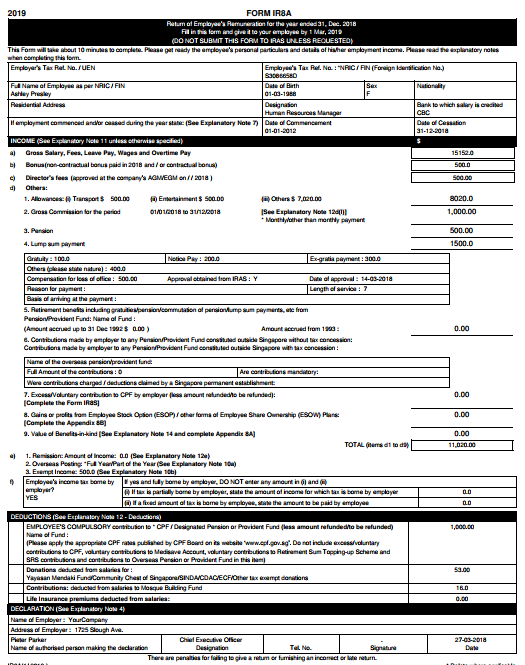 2019 FORM IR8A
Return of Employee's Remuneration for the year ended 31, Dec. 2018
Fill in this form and give it to your employee by 1 Mar, 2019
(DO NOT SUBMIT THIS FORM TO IRAS UNLESS REQUESTED)
This Form will take about 10 minutes to complete. Please get ready the employee's personal particulars and details of his/her employment income. Please read the explanatory notes
when completing this form.
Employer's Tax Ref. No. / UEN Employee's Tax Ref. No. : *NRIC / FIN (Foreign Identification No.)
S3086658D
Full Name of Employee as per NRIC / FIN Date of Birth Sex Nationality
Ashley Presley 01-03-1988 F
Residential Address Designation Bank to which salary is credited
Human Resources Manager CBC
If employment commenced and/or ceased during the year state: (See Explanatory Note 7) Date of Commencement Date of Cessation
01-01-2012 31-12-2018
INCOME (See Explanatory Note 11 unless otherwise specified) $
a) Gross Salary, Fees, Leave Pay, Wages and Overtime Pay 15152.0
b) Bonus(non-contractual bonus paid in 2018 and / or contractual bonus) 500.0
c) Director's fees (approved at the company's AGM/EGM on / / 2018 ) 500.00
d) Others:
1. Allowances: (i) Transport $ 500.00 (ii) Entertainment $ 500.00 (iii) Others $ 7,020.00 8020.0
2. Gross Commission for the period 01/01/2018 to 31/12/2018 [See Explanatory Note 12d(I)] 1,000.00
* Monthly/other than monthly payment
3. Pension 500.00
4. Lump sum payment 1500.0
Gratuity : 100.0 Notice Pay : 200.0 Ex-gratia payment : 300.0
Others (please state nature) : 400.0
Compensation for loss of office : 500.00 Approval obtained from IRAS : Y Date of approval : 14-03-2018
Reason for payment : Length of service : 7
Basis of arriving at the payment :
5. Retirement benefits including gratuities/pension/commutation of pension/lump sum payments, etc from
Pension/Provident Fund: Name of Fund :
(Amount accrued up to 31 Dec 1992 $ 0.00 ) Amount accrued from 1993 : 0.00
6. Contributions made by employer to any Pension/Provident Fund constituted outside Singapore without tax concession :
Contributions made by employer to any Pension/Provident Fund constituted outside Singapore with tax concession :
Name of the overseas pension/provident fund:
Full Amount of the contributions : 0 Are contributions mandatory:
Were contributions charged / deductions claimed by a Singapore permanent establishment:
7. Excess/Voluntary contribution to CPF by employer (less amount refunded/to be refunded): 0.00
[Complete the Form IR8S]
8. Gains or profits from Employee Stock Option (ESOP) / other forms of Employee Share Ownership (ESOW) Plans: 0.00
[Complete the Appendix 8B]
9. Value of Benefits-in-kind [See Explanatory Note 14 and complete Appendix 8A] 0.00
TOTAL (items d1 to d9) 11,020.00
e) 1. Remission: Amount of Income: 0.0 (See Explanatory Note 12e)
2. Overseas Posting: *Full Year/Part of the Year (See Explanatory Note 10a)
3. Exempt Income: 500.0 (See Explanatory Note 10b)
f) Employee's income tax borne by If yes and fully borne by employer, DO NOT enter any amount in (i) and (ii)
employer? (i) If tax is partially borne by employer, state the amount of income for which tax is borne by employer 0.0
YES (ii) If a fixed amount of tax is borne by employee, state the amount to be paid by employee 0.0
DEDUCTIONS (See Explanatory Note 12 - Deductions)
EMPLOYEE'S COMPULSORY contribution to * CPF / Designated Pension or Provident Fund (less amount refunded/to be refunded) 1,000.00
Name of Fund :
(Please apply the appropriate CPF rates published by CPF Board on its website 'www.cpf.gov.sg'. Do not include excess/voluntary
contributions to CPF, voluntary contributions to Medisave Account, voluntary contributions to Retirement Sum Topping-up Scheme and
SRS contributions and contributions to Overseas Pension or Provident Fund in this item)
Donations deducted from salaries for : 53.00
Yayasan Mendaki Fund/Community Chest of Singapore/SINDA/CDAC/ECF/Other tax exempt donations
Contributions: deducted from salaries to Mosque Building Fund 16.0
Life Insurance premiums deducted from salaries: 0.00
DECLARATION (See Explanatory Note 4)
Name of Employer : YourCompany
Address of Employer : 1725 Slough Ave.
Pieter Parker Chief Executive Officer - 27-03-2018
Name of authorised person making the declaration Designation Tel. No. Signature Date
There are penalties for failing to give a return or furnishing an incorrect or late return.